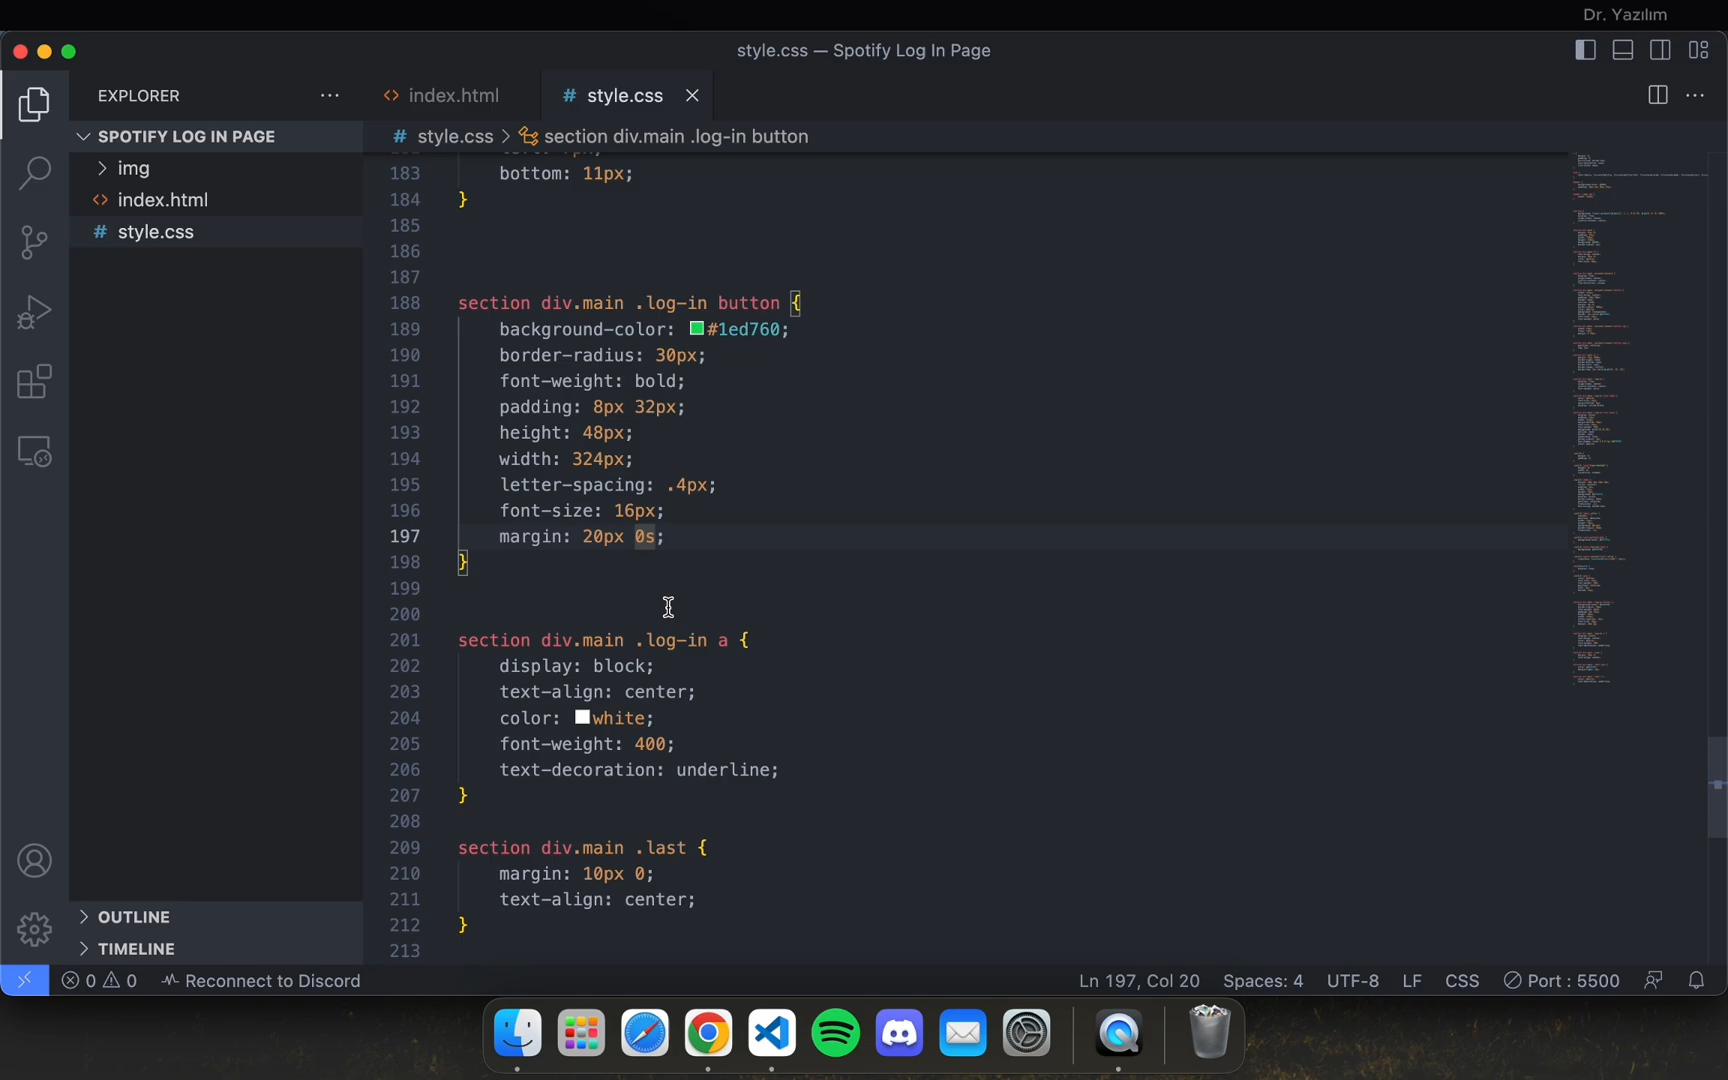 Dr. Yazılım
style.css — Spotify Log In Page
EXPLORER
index.html
# style.css
SPOTIFY LOG IN PAGE
# style.css > section div.main .log-in button
img
index.html
# style.css
183 bottom: 11px;
184 }
185
186
187
188 section div.main .log-in button {
189 background-color: #1ed760;
190 border-radius: 30px;
191 font-weight: bold;
192 padding: 8px 32px;
193 height: 48px;
194 width: 324px;
195 letter-spacing: .4px;
196 font-size: 16px;
197 margin: 20px 0s;
198 }
199
200
201 section div.main .log-in a {
202 display: block;
203 text-align: center;
204 color: white;
205 font-weight: 400;
206 text-decoration: underline;
207 }
208
209 section div.main .last {
210 margin: 10px 0;
211 text-align: center;
212 }
213
OUTLINE
TIMELINE
0 0 Reconnect to Discord
Ln 197, Col 20 Spaces: 4 UTF-8 LF CSS Port : 5500